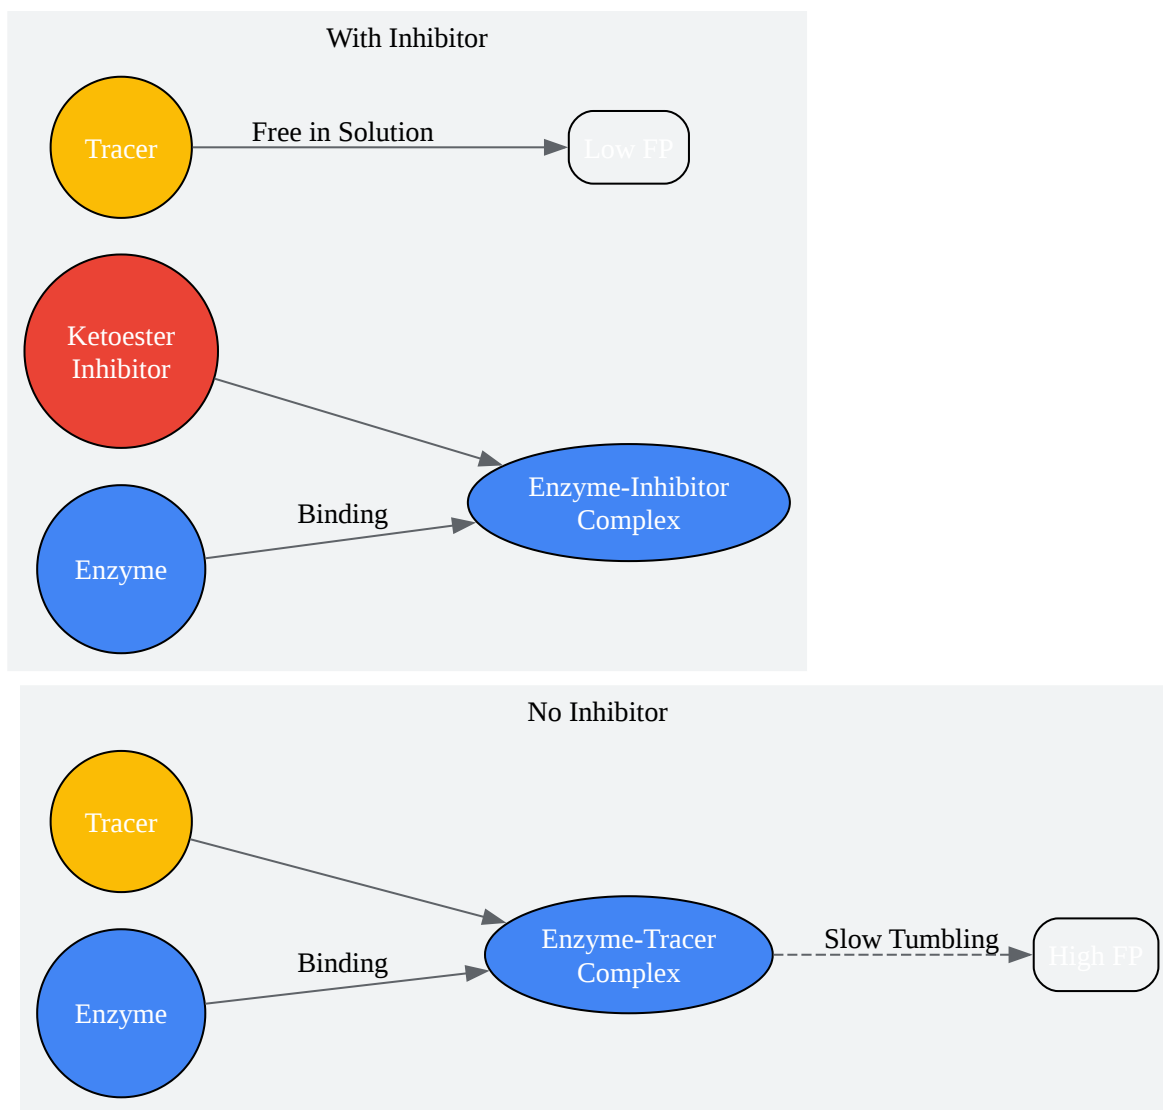 With Inhibitor
Tracer
Free in Solution
Low FP
Ketoester
Inhibitor
Enzyme-Inhibitor
Complex
Binding
Enzyme
No Inhibitor
Tracer
Enzyme-Tracer
Complex
Slow Tumbling
High FP
Binding
Enzyme